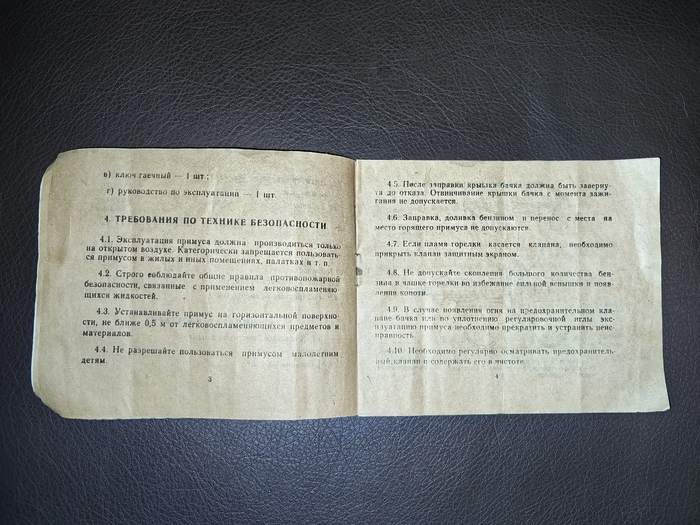 в) ключ гаечный — 1 шт.;
г) руководство по эксплуатации — 1 шт.
4. ТРЕБОВАНИЯ ПО ТЕХНИКЕ БЕЗОПАСНОСТИ
4.1. Эксплуатация примуса должна производиться только
на открытом воздухе. Категорически запрещается пользовать-
ся примусом в жилых и иных помещениях, палатках и т. п.
4.2. Строго соблюдайте общие правила противопожарной
безопасности, связанные с применением легковоспламеняю-
щихся жидкостей.
4.3. Устанавливайте примус на горизонтальной поверхно-
сти, не ближе 0,5 м от легковоспламеняющихся предметов и
материалов.
4.4. Не разрешайте пользоваться примусом малолетним
детям.
3
4.5. После заправки крышка бачка должна быть заверну-
та до отказа. Отвинчивание крышки бачка с момента зажи-
гания не допускается.
4.6. Заправка, доливка бензином и перенос с места на
место горящего примуса не допускаются.
4.7. Если пламя горелки касается клапана, необходимо
прикрыть клапан защитным экраном.
4.8. Не допускайте скопления большого количества бен-
зина в чашке горелки во избежание сильной вспышки и появ-
ления копоти.
4.9. В случае появления огня на предохранительном кла-
пане бачка или по уплотнению регулировочной иглы экс-
плуатацию примуса необходимо прекратить и устранить неис-
правность.
4.10. Необходимо регулярно осматривать предохранитель-
ный клапан и содержать его в чистоте.
4